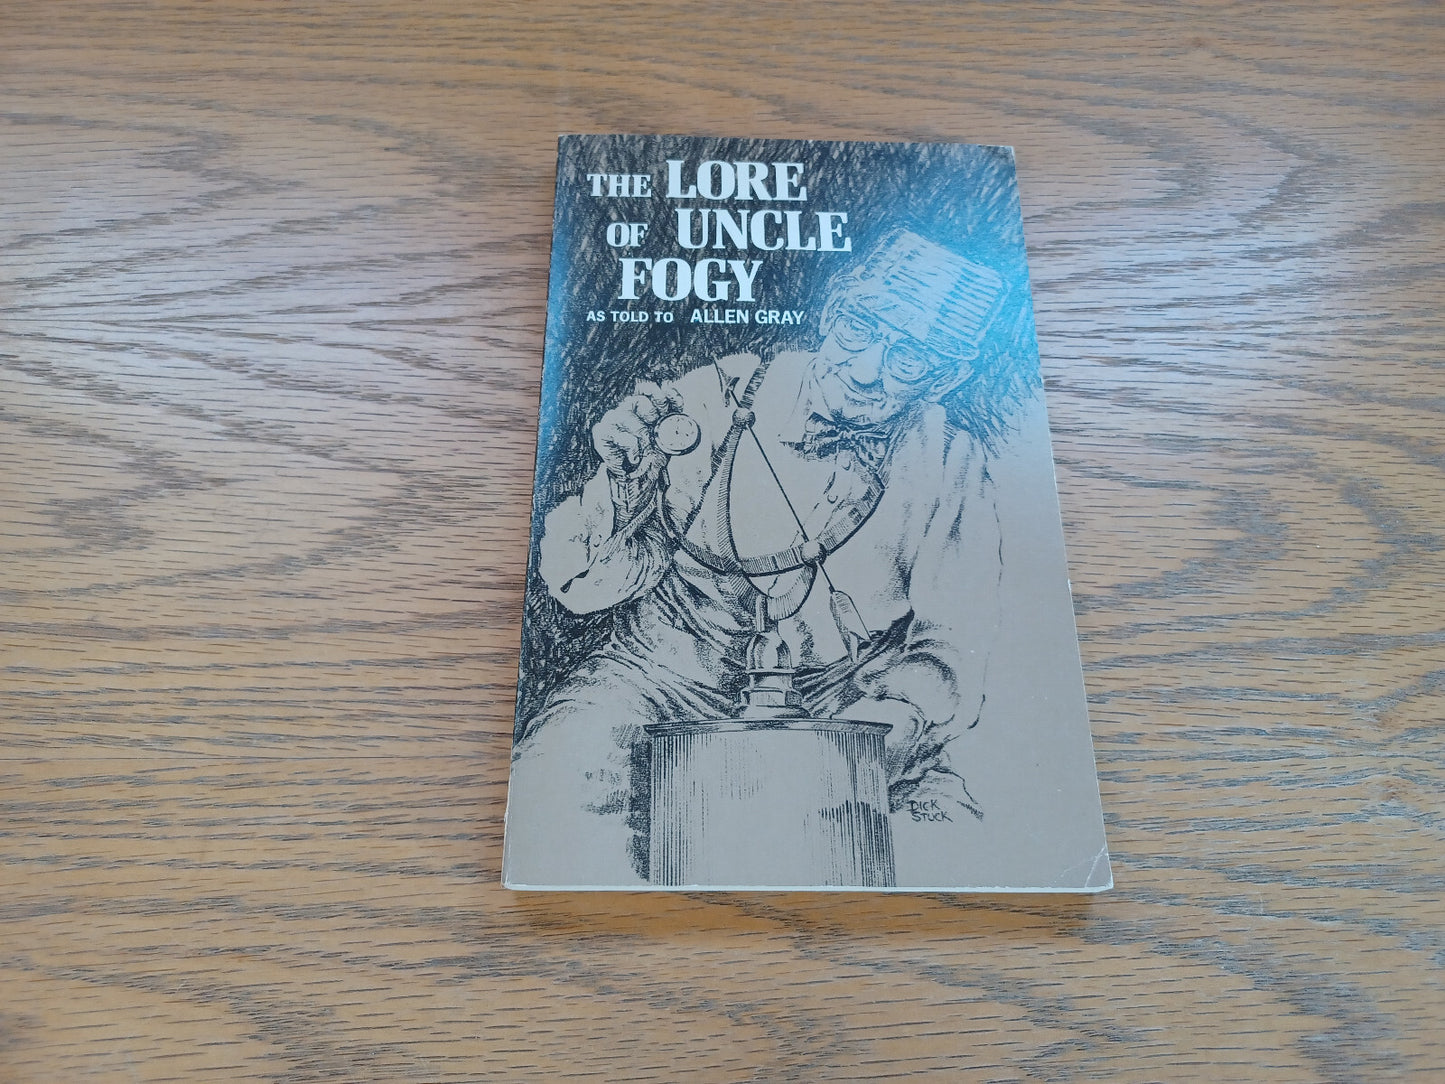 THE LORE
OF UNCLE
FOGY
AS TOLD TO ALLEN GRAY
DICK
STUCK